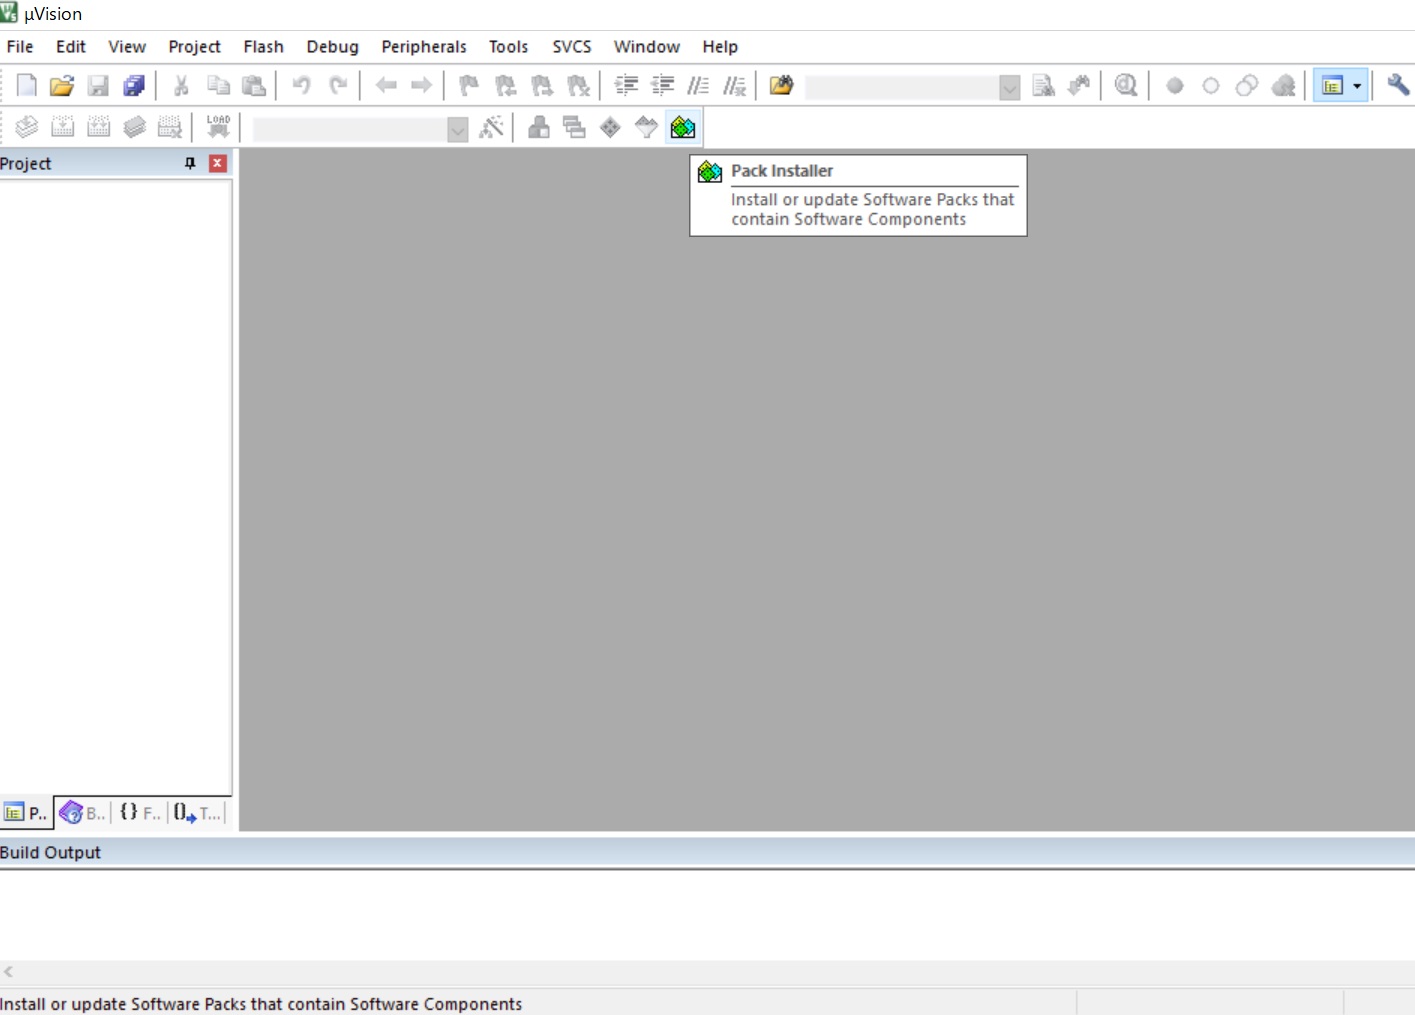 µVision
File Edit View Project Flash Debug Peripherals Tools SVCS Window Help
LOAD
Project
Pack Installer
Install or update Software Packs that
contain Software Components
P.. B.. {} F.. T...
Build Output
Install or update Software Packs that contain Software Components